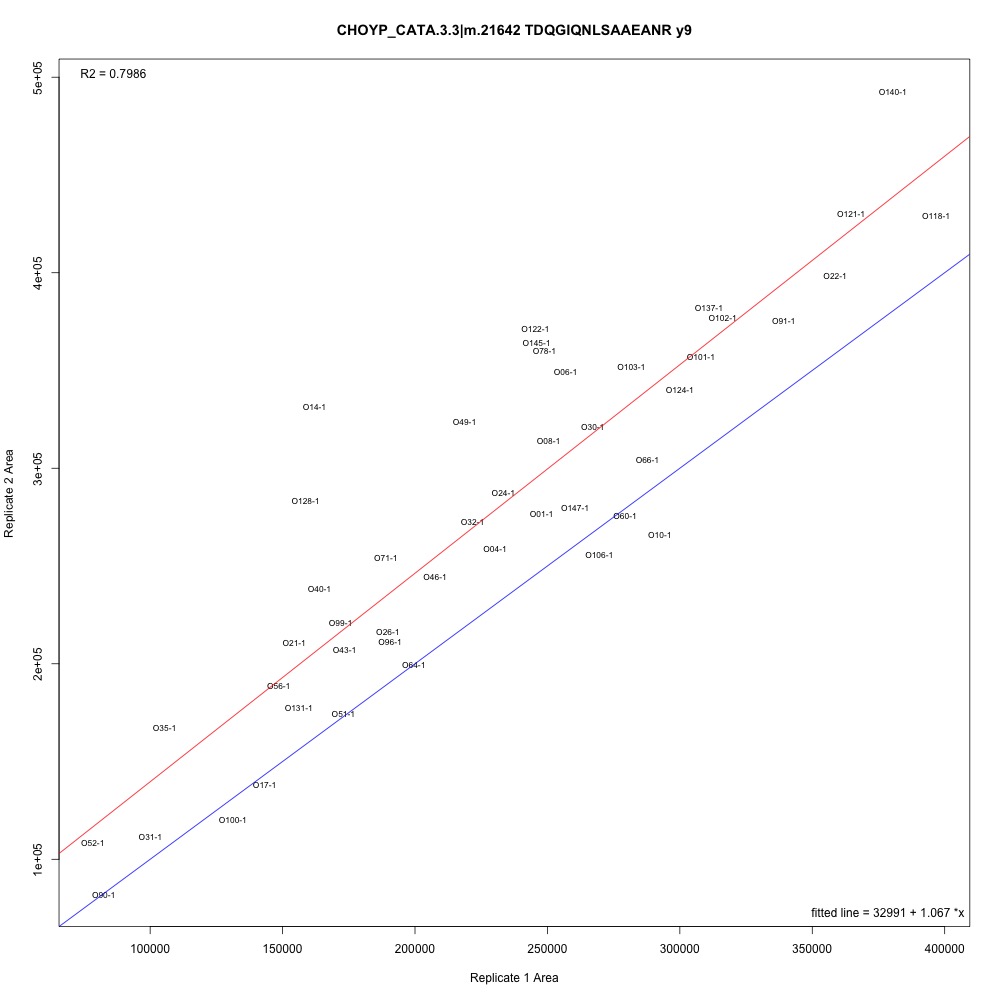 CHOYP_CATA.3.3|m.21642 TDQGIQNLSAAEANR y9
R2 = 0.7986
5e+05
O140-1
O121-1
O118-1
4e+05
O22-1
O137-1
O102-1
O91-1
O122-1
O145-1
O78-1
O101-1
O103-1
O06-1
O124-1
O14-1
O49-1
O30-1
O08-1
O66-1
3e+05
O24-1
O128-1
O147-1
O01-1
O60-1
O32-1
O10-1
O04-1
O106-1
O71-1
O46-1
O40-1
O99-1
O26-1
O96-1
O21-1
O43-1
2e+05
O64-1
O56-1
O131-1
O51-1
O35-1
O17-1
O100-1
O31-1
O52-1
1e+05
O90-1
fitted line = 32991 + 1.067 *x
100000 150000 200000 250000 300000 350000 400000
Replicate 1 Area
Replicate 2 Area